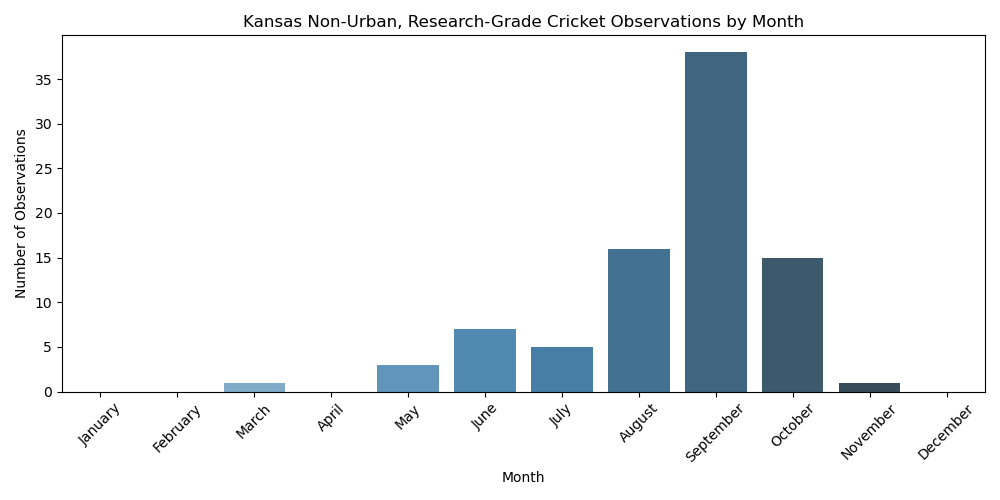 Kansas Non-Urban, Research-Grade Cricket Observations by Month
Number of Observations
35
30
25
20
15
10
5
0
January
February
March
April
May
June
July
August
September
October
November
December
Month